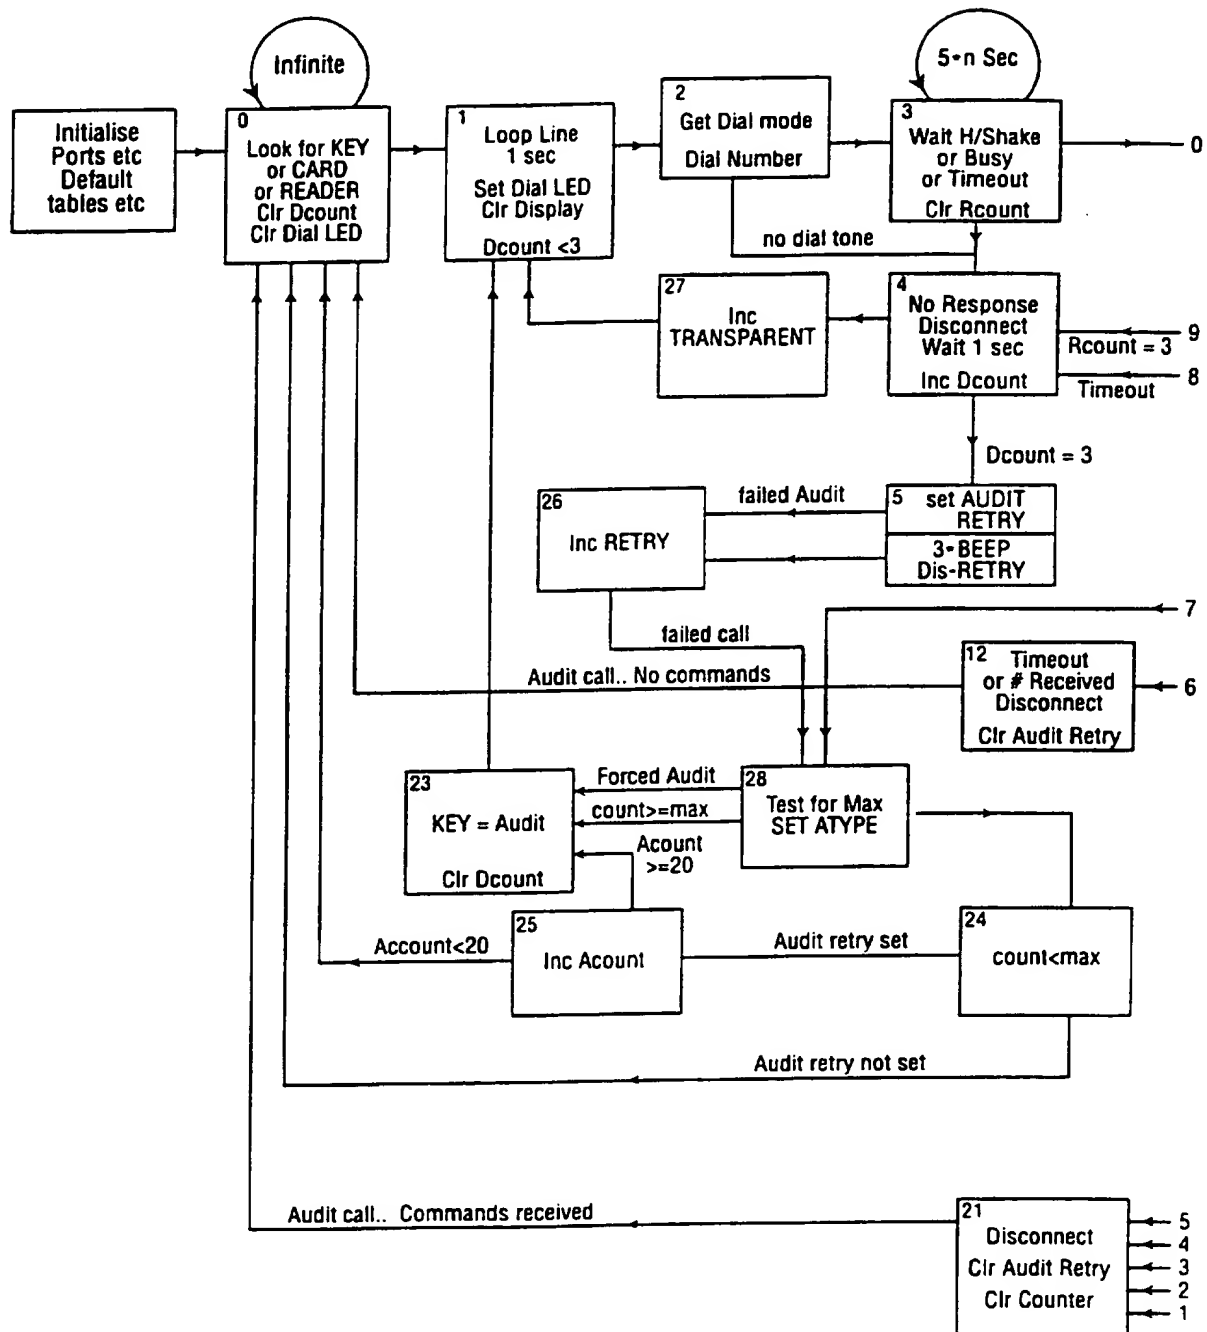 Infinite
5•n Sec
Initialise
Ports etc
Default
tables etc
0
Look for KEY
or CARD
or READER
Clr Dcount
Clr Dial LED
1
Loop Line
1 sec
Set Dial LED
Clr Display
Dcount <3
2
Get Dial mode
Dial Number
3
Wait H/Shake
or Busy
or Timeout
Clr Rcount
0
no dial tone
27
Inc
TRANSPARENT
4
No Response
Disconnect
Wait 1 sec
Inc Dcount
9
Rcount = 3
8
Timeout
Dcount = 3
26
Inc RETRY
failed Audit
5
set AUDIT
RETRY
3•BEEP
Dis-RETRY
7
failed call
Audit call.. No commands
12
Timeout
or # Received
Disconnect
Clr Audit Retry
6
23
KEY = Audit
Clr Dcount
Forced Audit
count>=max
Acount
>=20
28
Test for Max
SET ATYPE
25
Inc Acount
Account<20
Audit retry set
24
count<max
Audit retry not set
Audit call.. Commands received
21
Disconnect
Clr Audit Retry
Clr Counter
5
4
3
2
1